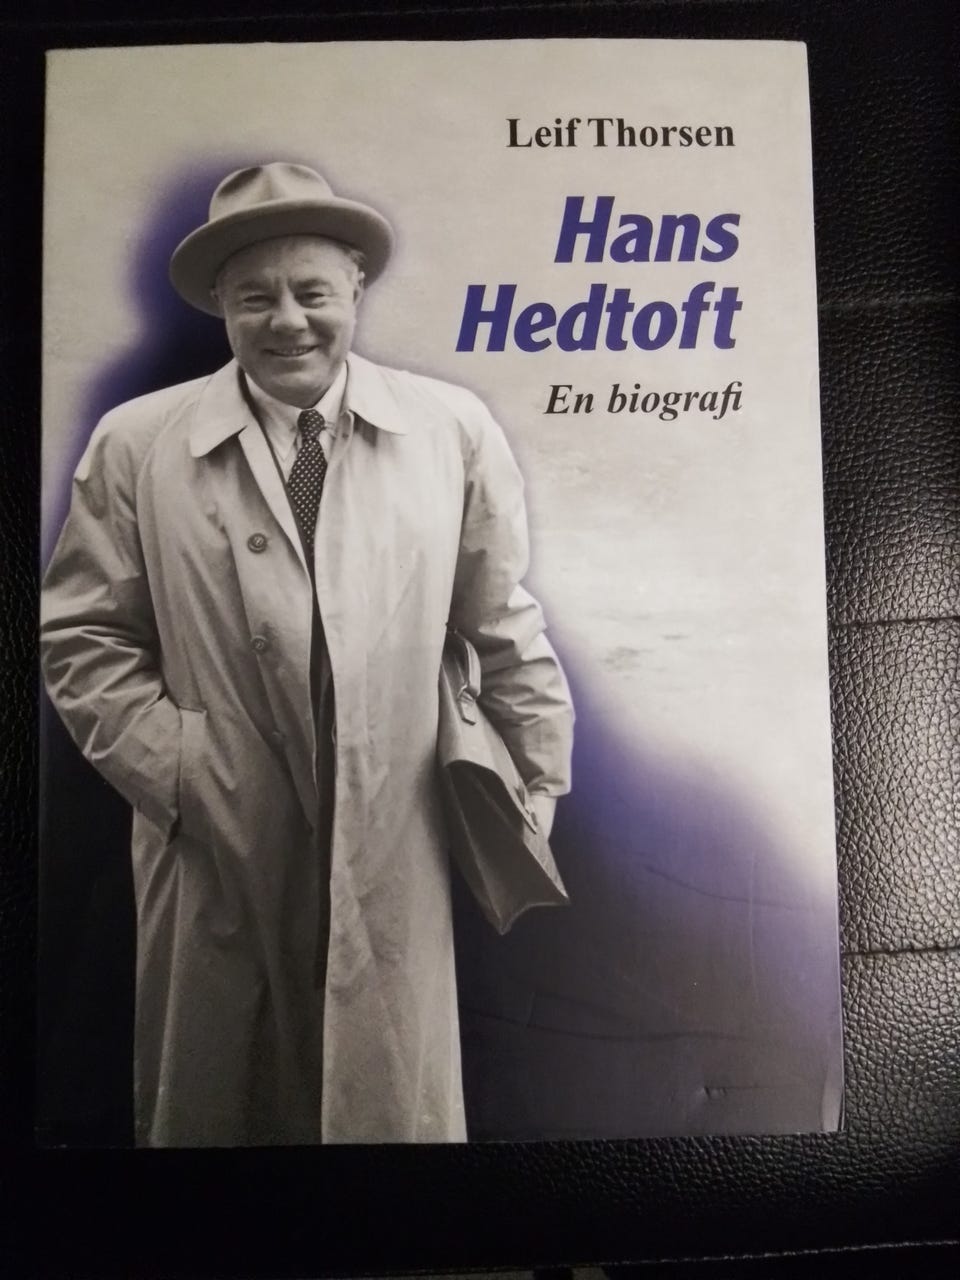 Leif Thorsen
Hans
Hedtoft
En biografi